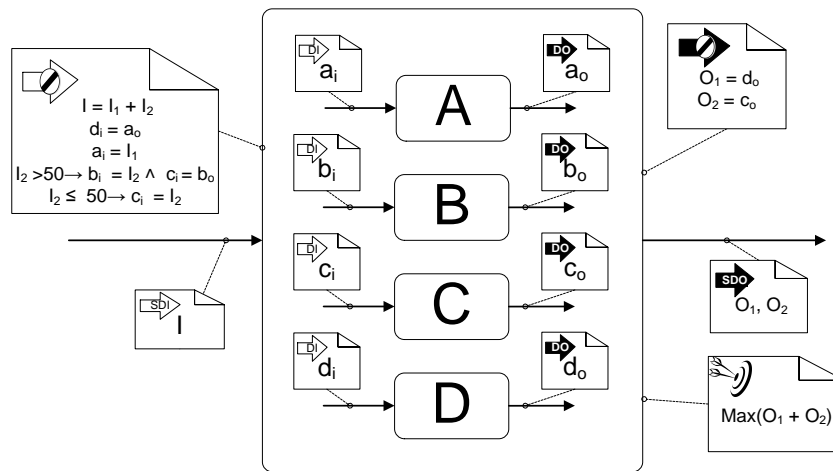 I = I₁ + I₂
dᵢ = aₒ
aᵢ = I₁
I₂ >50→ bᵢ = I₂ ʌ cᵢ = bₒ
I₂ ≤ 50→ cᵢ = I₂
SDI
I
DI
aᵢ
A
DO
aₒ
DI
bᵢ
B
DO
bₒ
DI
cᵢ
C
DO
cₒ
DI
dᵢ
D
DO
dₒ
O₁ = dₒ
O₂ = cₒ
SDO
O₁, O₂
Max(O₁ + O₂)